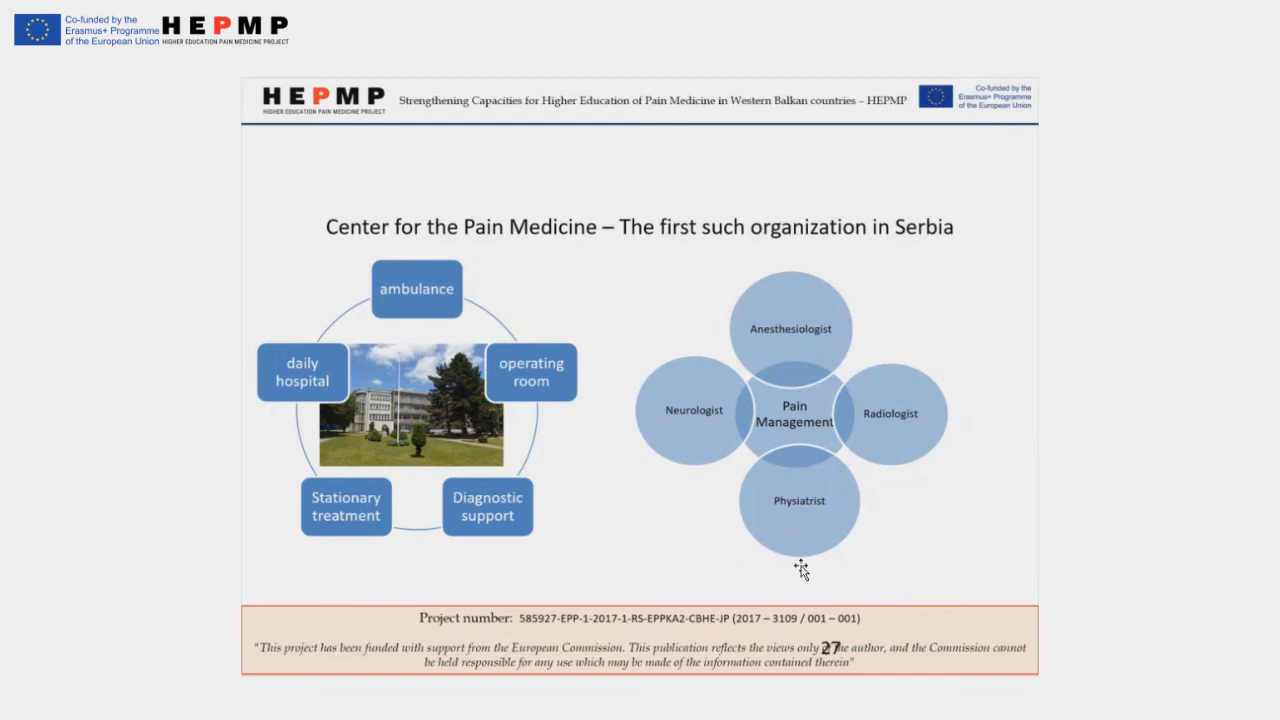 Co-funded by the
Erasmus+ Programme
of the European Union
HEPMP
HIGHER EDUCATION PAIN MEDICINE PROJECT
HEPMP
HIGHER EDUCATION PAIN MEDICINE PROJECT
Strengthening Capacities for Higher Education of Pain Medicine in Western Balkan countries – HEPMP
Co-funded by the
Erasmus+ Programme
of the European Union
Center for the Pain Medicine – The first such organization in Serbia
ambulance
daily
hospital
operating
room
Stationary
treatment
Diagnostic
support
Anesthesiologist
Neurologist
Pain
Management
Radiologist
Physiatrist
Project number: 585927-EPP-1-2017-1-RS-EPPKA2-CBHE-JP (2017 – 3109 / 001 – 001)
"This project has been funded with support from the European Commission. This publication reflects the views only the author, and the Commission cannot
be held responsible for any use which may be made of the information contained therein"
27